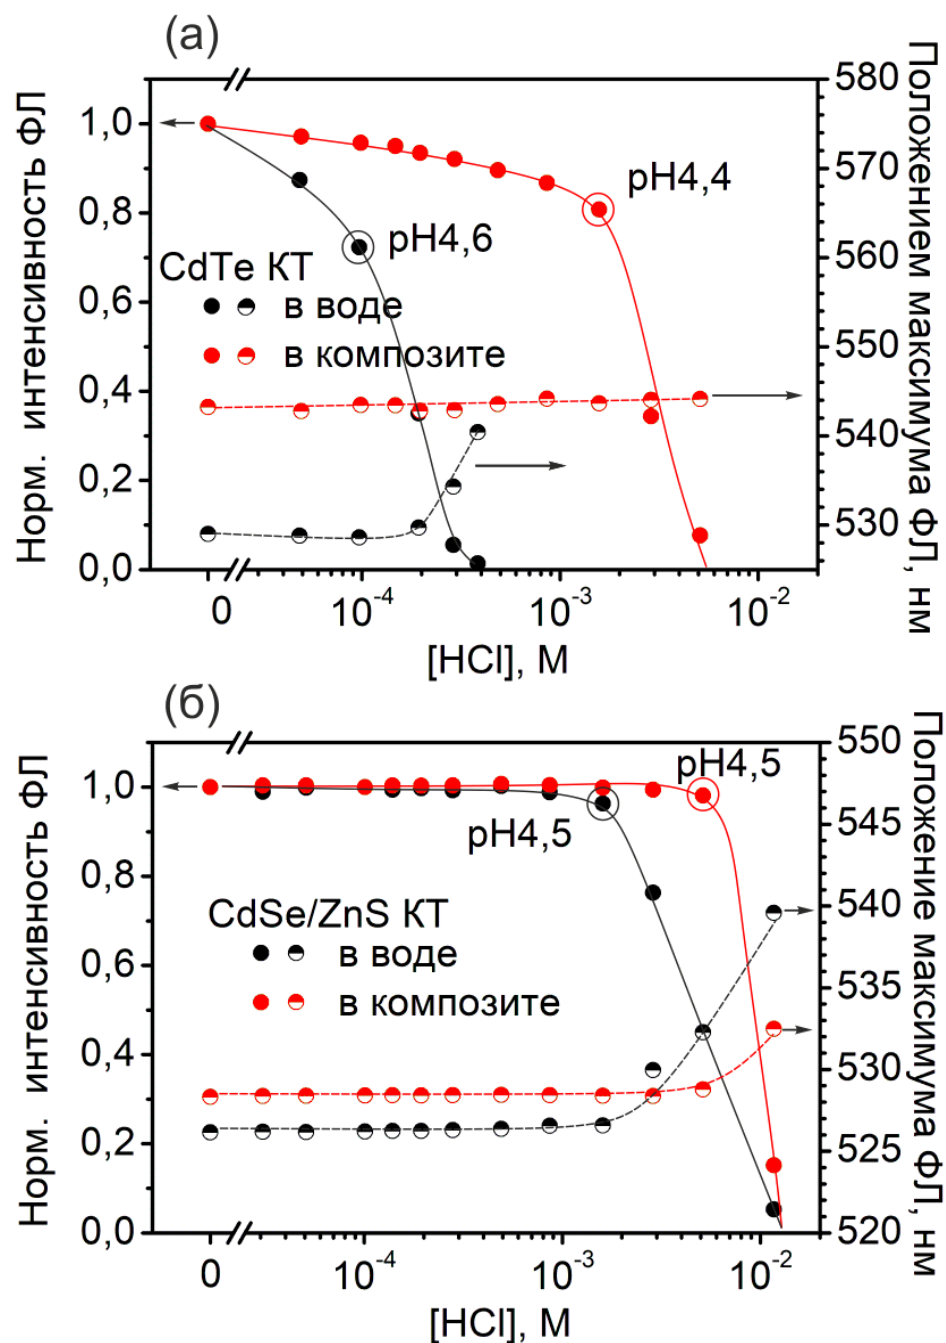 (а)
Норм. интенсивность ФЛ
1,0
0,8
0,6
0,4
0,2
0,0
580
570
560
550
540
530
Положением максимума ФЛ, нм
pH4,4
pH4,6
CdTe КТ
в воде
в композите
0
10-4
10-3
10-2
[HCl], М
(б)
Норм. интенсивность ФЛ
1,0
0,8
0,6
0,4
0,2
0,0
550
545
540
535
530
525
520
Положение максимума ФЛ, нм
pH4,5
pH4,5
CdSe/ZnS КТ
в воде
в композите
0
10-4
10-3
10-2
[HCl], М